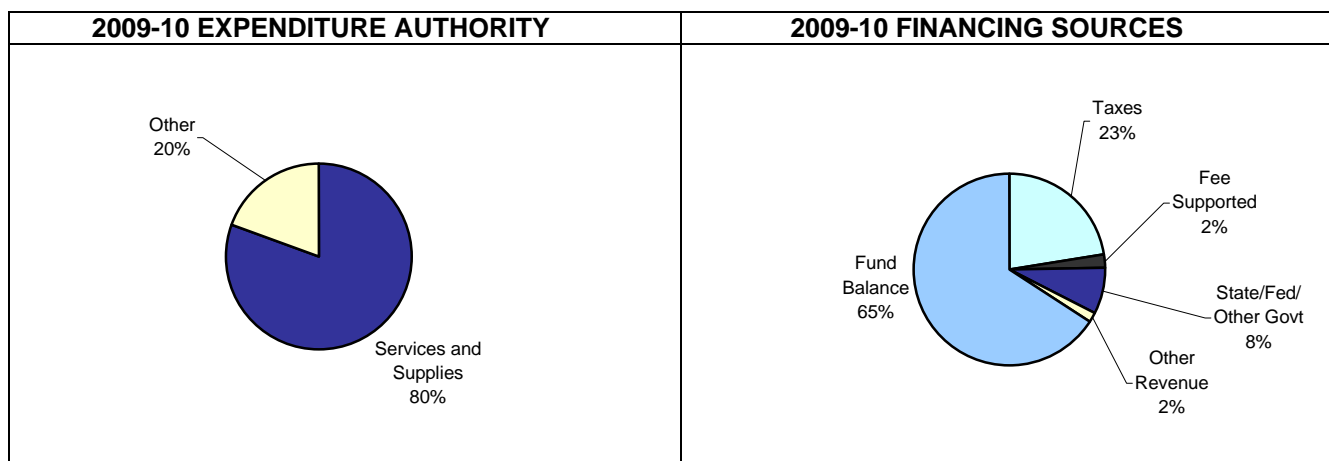 2009-10 EXPENDITURE AUTHORITY
2009-10 FINANCING SOURCES
Other
20%
Services and
Supplies
80%
Taxes
23%
Fee
Supported
2%
State/Fed/
Other Govt
8%
Other
Revenue
2%
Fund
Balance
65%